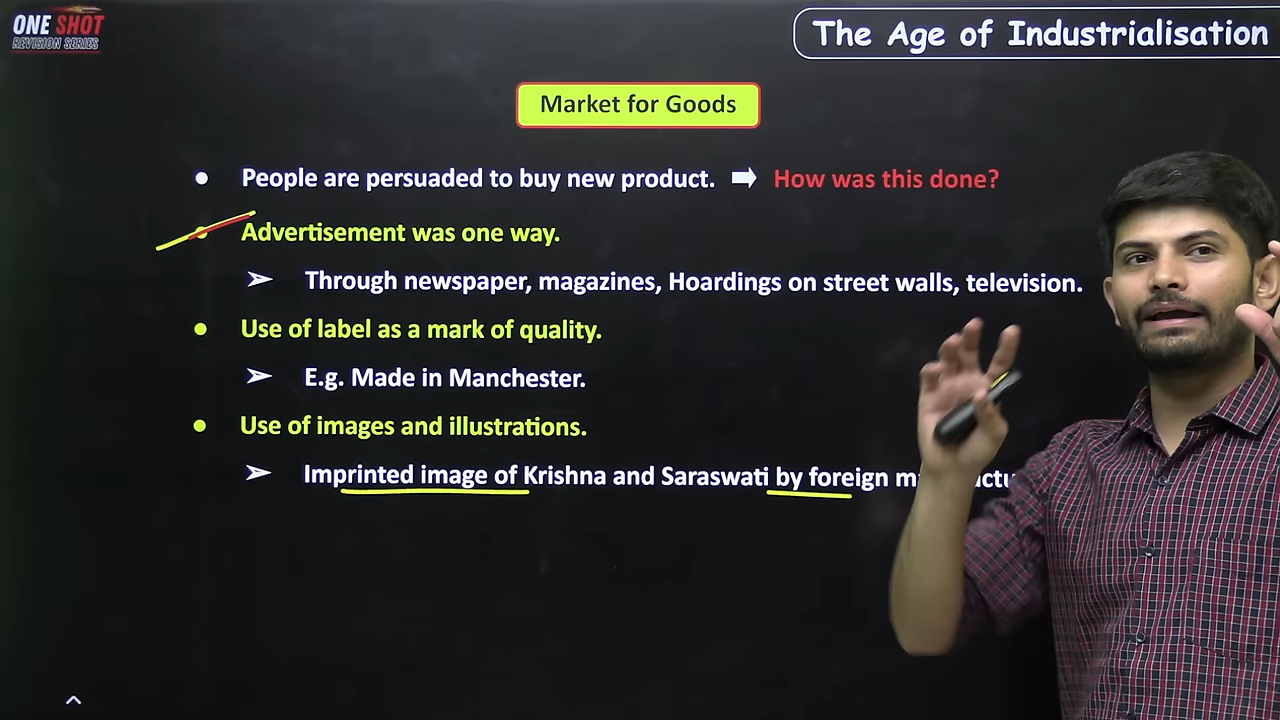 ONE SHOT
REVISION SERIES
The Age of Industrialisation
Market for Goods
People are persuaded to buy new product. How was this done?
Advertisement was one way.
Through newspaper, magazines, Hoardings on street walls, television.
Use of label as a mark of quality.
E.g. Made in Manchester.
Use of images and illustrations.
Imprinted image of Krishna and Saraswati by foreign